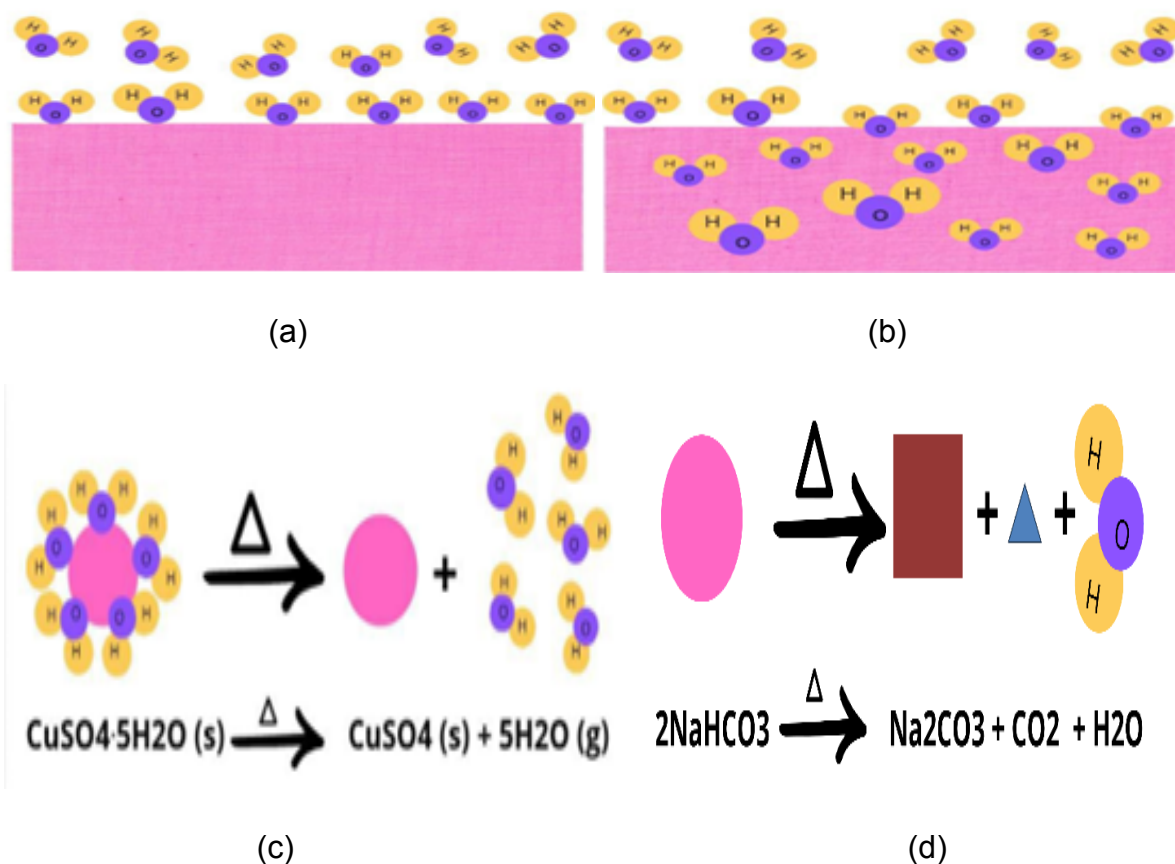 H O H H O H H O H H O H H O H H O H
H O H H O H H O H H O H H O H H O H
(a)
H O H H O H H O H H O H H O H
H O H H O H H O H H O H H O H
H O H H O H H O H H O H
H O H H O H
H O H H O H H O H
(b)
H O H H O H H O H H O H H O H Δ + H O H H O H H O H H O H H O H
CuSO4·5H2O (s) Δ CuSO4 (s) + 5H2O (g)
(c)
Δ + + H O H
2NaHCO3 Δ Na2CO3 + CO2 + H2O
(d)